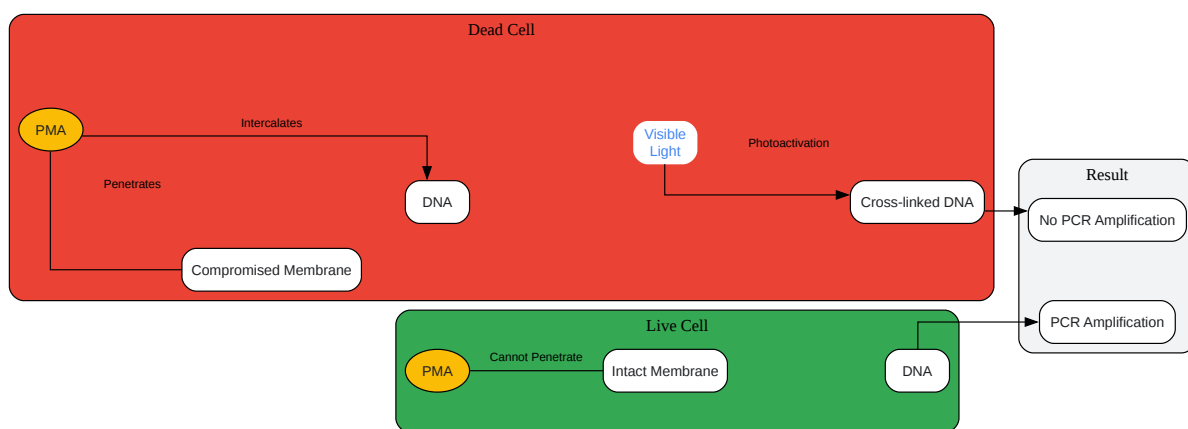 Dead Cell
PMA
Intercalates
Penetrates
DNA
Compromised Membrane
Visible
Light
Photoactivation
Cross-linked DNA
Result
No PCR Amplification
PCR Amplification
Live Cell
PMA
Cannot Penetrate
Intact Membrane
DNA